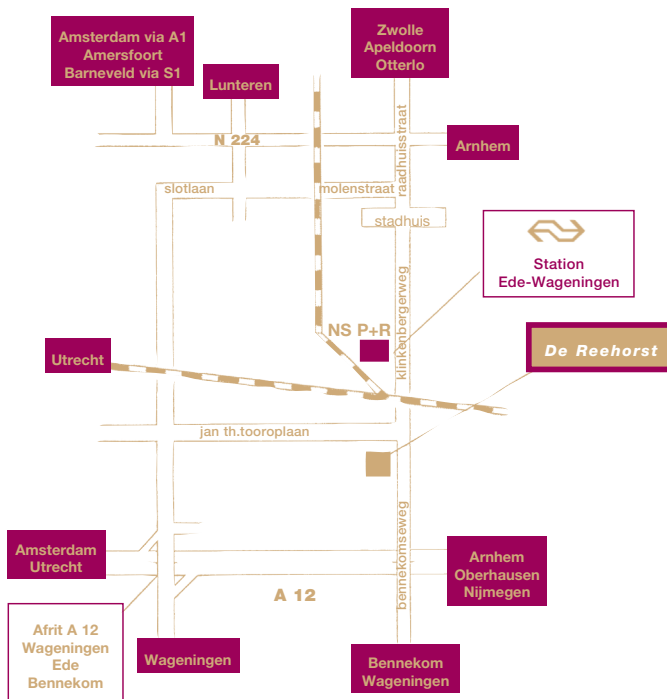 Amsterdam via A1
Amersfoort
Barneveld via S1
Zwolle
Apeldoorn
Otterlo
Lunteren
N 224
raadhuisstraat
Arnhem
slotlaan
molenstraat
stadhuis
Station
Ede-Wageningen
NS P+R
klinkenbergerweg
De Reehorst
Utrecht
jan th.tooroplaan
bennekomseweg
Amsterdam
Utrecht
Arnhem
Oberhausen
Nijmegen
A 12
Afrit A 12
Wageningen
Ede
Bennekom
Wageningen
Bennekom
Wageningen